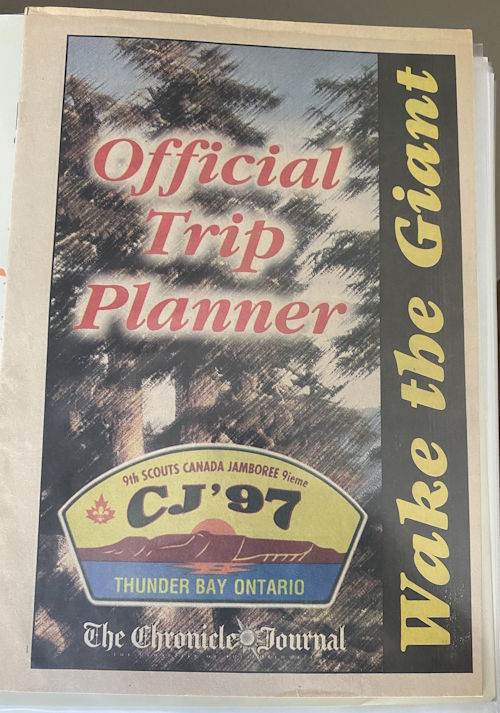 Official
Trip
Planner
Wake the Giant
9th SCOUTS CANADA JAMBOREE 9ieme
CJ'97
THUNDER BAY ONTARIO
The Chronicle Journal